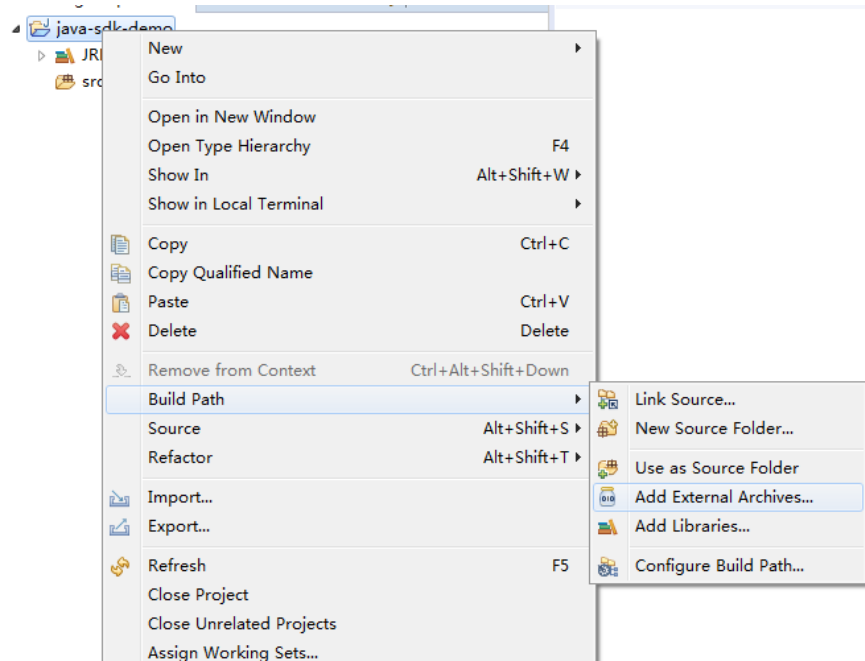 java-sdk-demo
JR
src
New
Go Into
Open in New Window
Open Type Hierarchy F4
Show In Alt+Shift+W
Show in Local Terminal
Copy Ctrl+C
Copy Qualified Name
Paste Ctrl+V
Delete Delete
Remove from Context Ctrl+Alt+Shift+Down
Build Path
Source Alt+Shift+S
Refactor Alt+Shift+T
Import...
Export...
Refresh F5
Close Project
Close Unrelated Projects
Assign Working Sets...
Link Source...
New Source Folder...
Use as Source Folder
Add External Archives...
Add Libraries...
Configure Build Path...